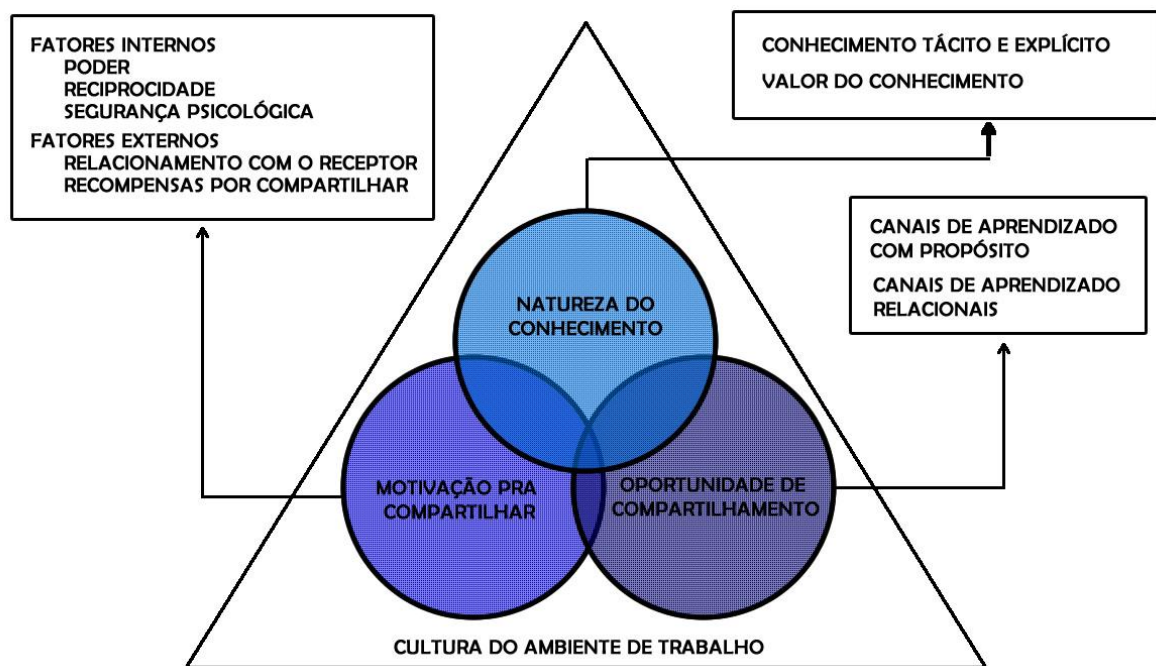 FATORES INTERNOS
PODER
RECIPROCIDADE
SEGURANÇA PSICOLÓGICA
FATORES EXTERNOS
RELACIONAMENTO COM O RECEPTOR
RECOMPENSAS POR COMPARTILHAR
CONHECIMENTO TÁCITO E EXPLÍCITO
VALOR DO CONHECIMENTO
CANAIS DE APRENDIZADO
COM PROPÓSITO
CANAIS DE APRENDIZADO
RELACIONAIS
NATUREZA DO
CONHECIMENTO
MOTIVAÇÃO PRA
COMPARTILHAR
OPORTUNIDADE DE
COMPARTILHAMENTO
CULTURA DO AMBIENTE DE TRABALHO